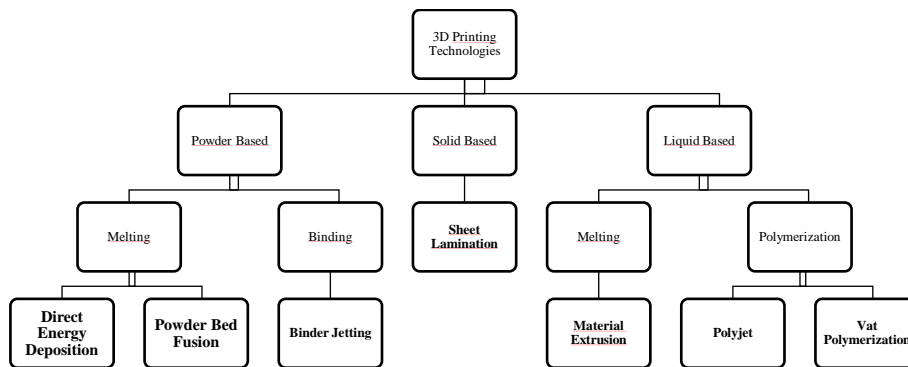 3D Printing
Technologies
Powder Based
Solid Based
Liquid Based
Melting
Binding
Sheet
Lamination
Melting
Polymerization
Direct
Energy
Deposition
Powder Bed
Fusion
Binder Jetting
Material
Extrusion
Polyjet
Vat
Polymerization